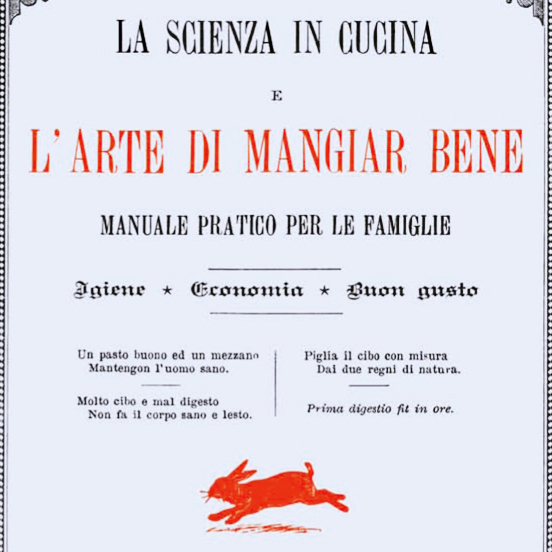 LA SCIENZA IN CUCINA
E
L'ARTE DI MANGIAR BENE
MANUALE PRATICO PER LE FAMIGLIE
Igiene ★ Economia ★ Buon gusto
Un pasto buono ed un mezzano
Mantengon l'uomo sano.
Molto cibo e mal digesto
Non fa il corpo sano e lesto.
Piglia il cibo con misura
Dai due regni di natura.
Prima digestio fit in ore.